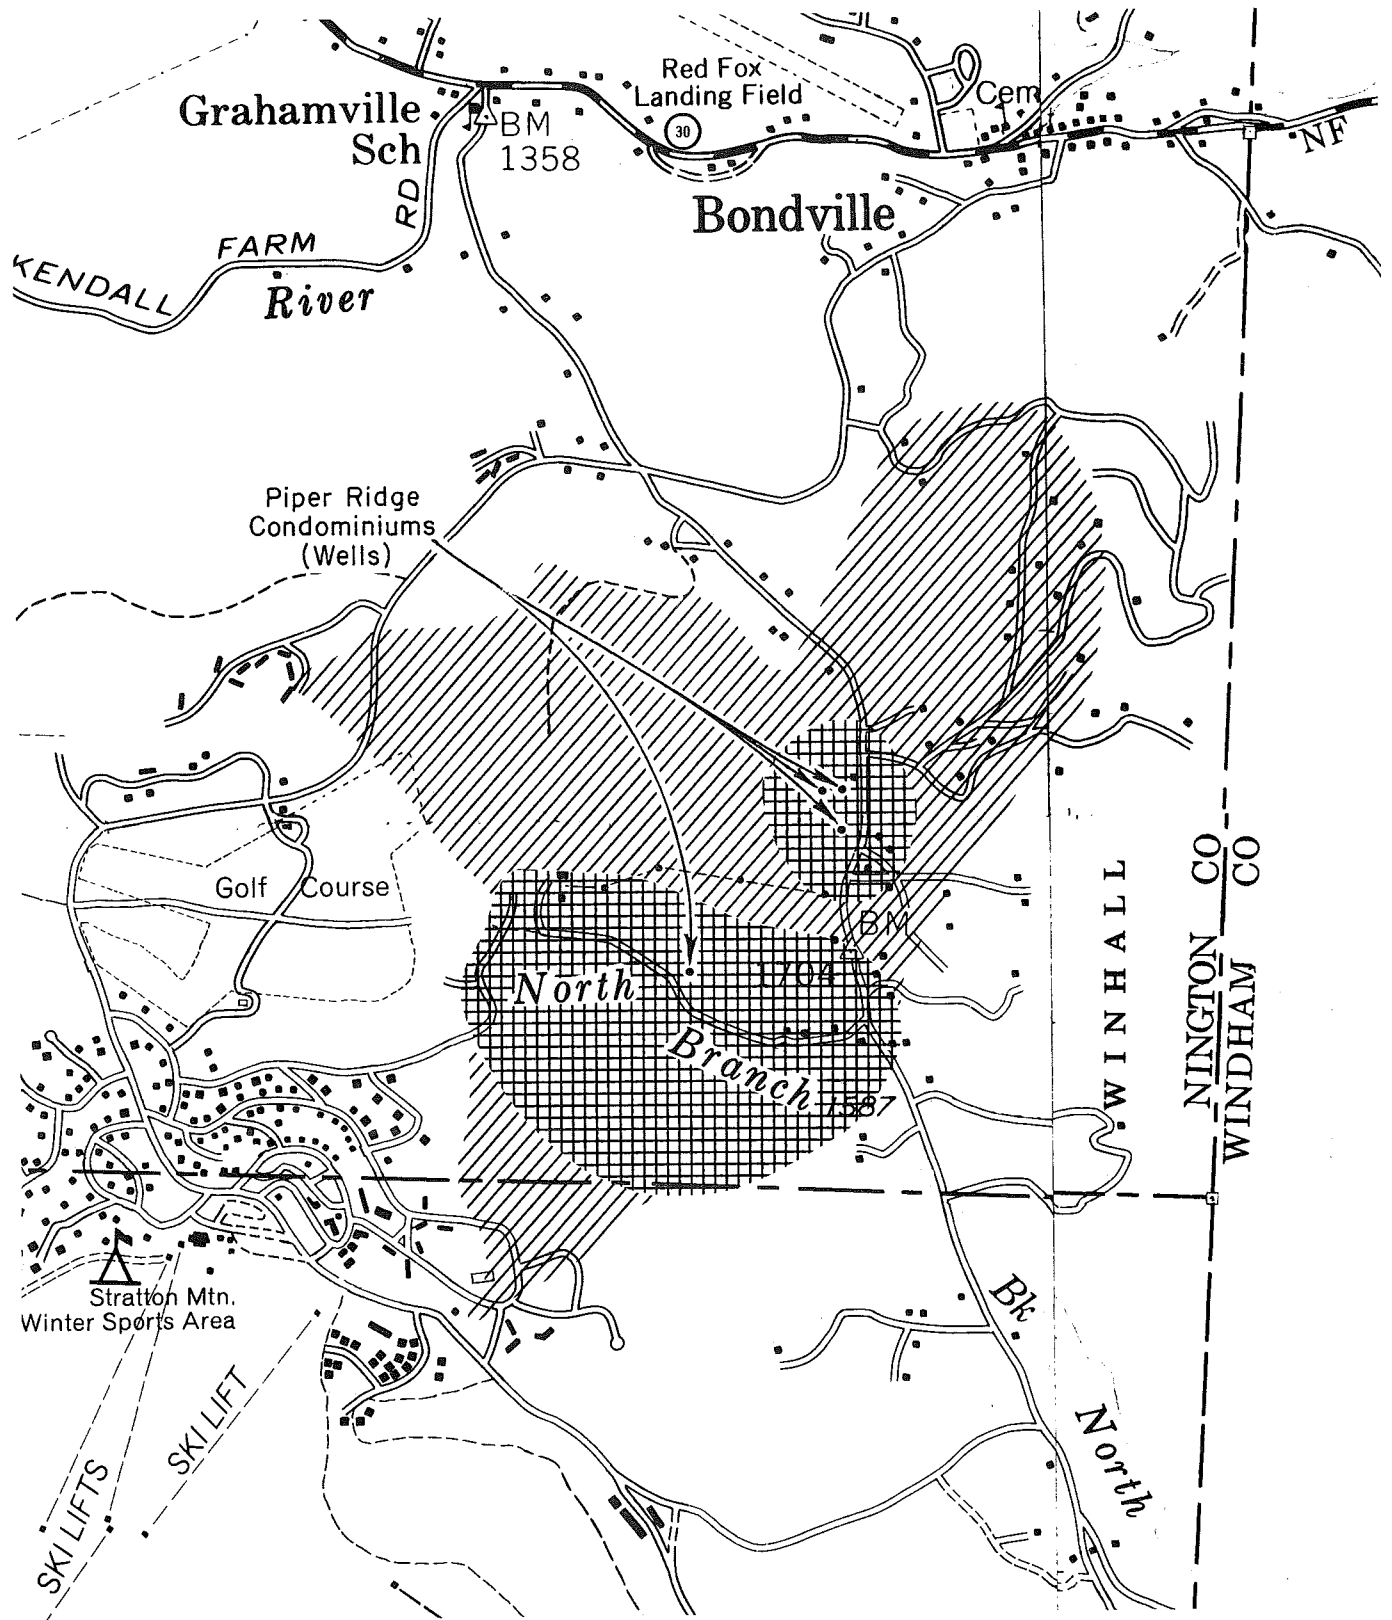 Red Fox
Landing Field
Cem
Grahamville
Sch
BM
1358
30
NF
RD
Bondville
FARM
KENDALL
River
Piper Ridge
Condominiums
(Wells)
Golf Course
BM
1704
North
Branch
1587
WINHALL
NINGTON CO
WINDHAM CO
Stratton Mtn.
Winter Sports Area
Bk
North
SKI LIFT
SKI LIFTS